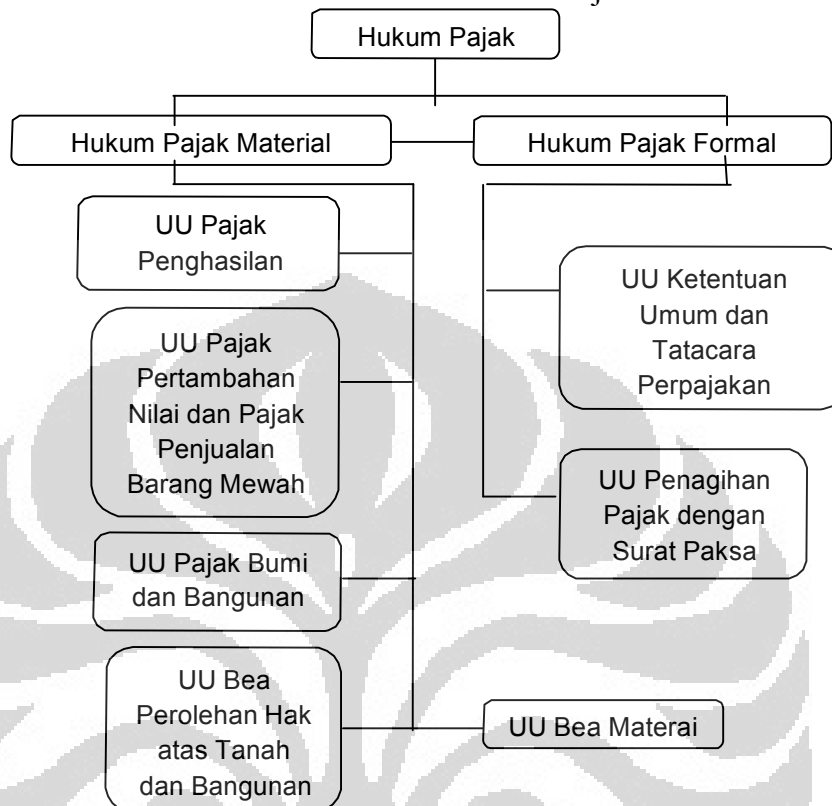 Hukum Pajak
Hukum Pajak Material
Hukum Pajak Formal
UU Pajak
Penghasilan
UU Pajak
Pertambahan
Nilai dan Pajak
Penjualan
Barang Mewah
UU Pajak Bumi
dan Bangunan
UU Bea
Perolehan Hak
atas Tanah
dan Bangunan
UU Ketentuan
Umum dan
Tatacara
Perpajakan
UU Penagihan
Pajak dengan
Surat Paksa
UU Bea Materai